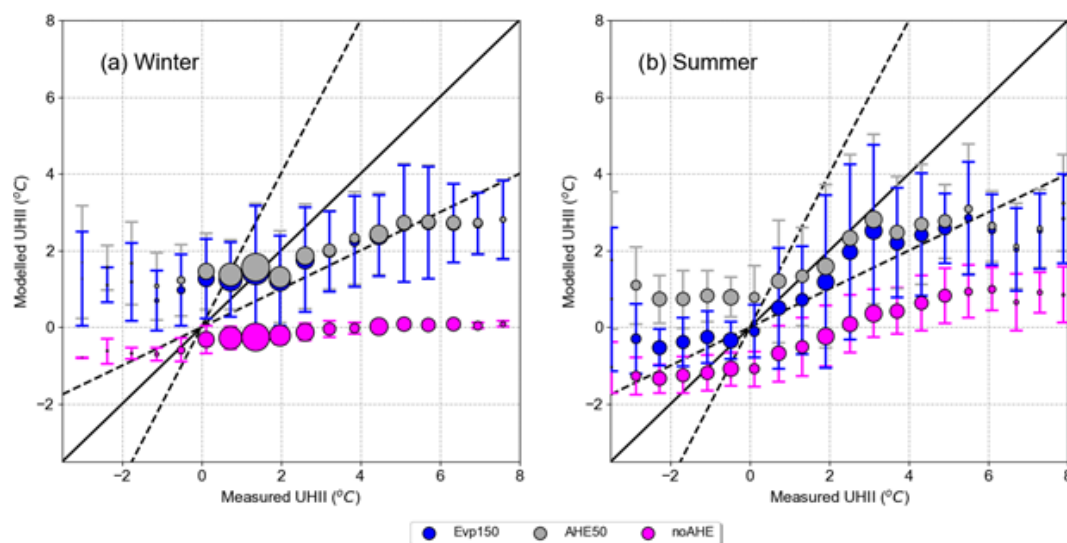 (a) Winter
(b) Summer
8
6
4
2
0
−2
Modelled UHII (°C)
−2 0 2 4 6 8
Measured UHII (°C)
8
6
4
2
0
−2
Modelled UHII (°C)
−2 0 2 4 6 8
Measured UHII (°C)
Evp150 AHE50 noAHE